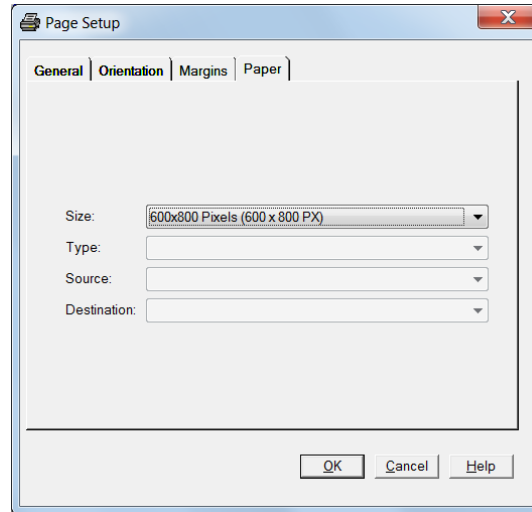 Page Setup
General Orientation Margins Paper
Size: 600x800 Pixels (600 x 800 PX)
Type:
Source:
Destination:
OK Cancel Help